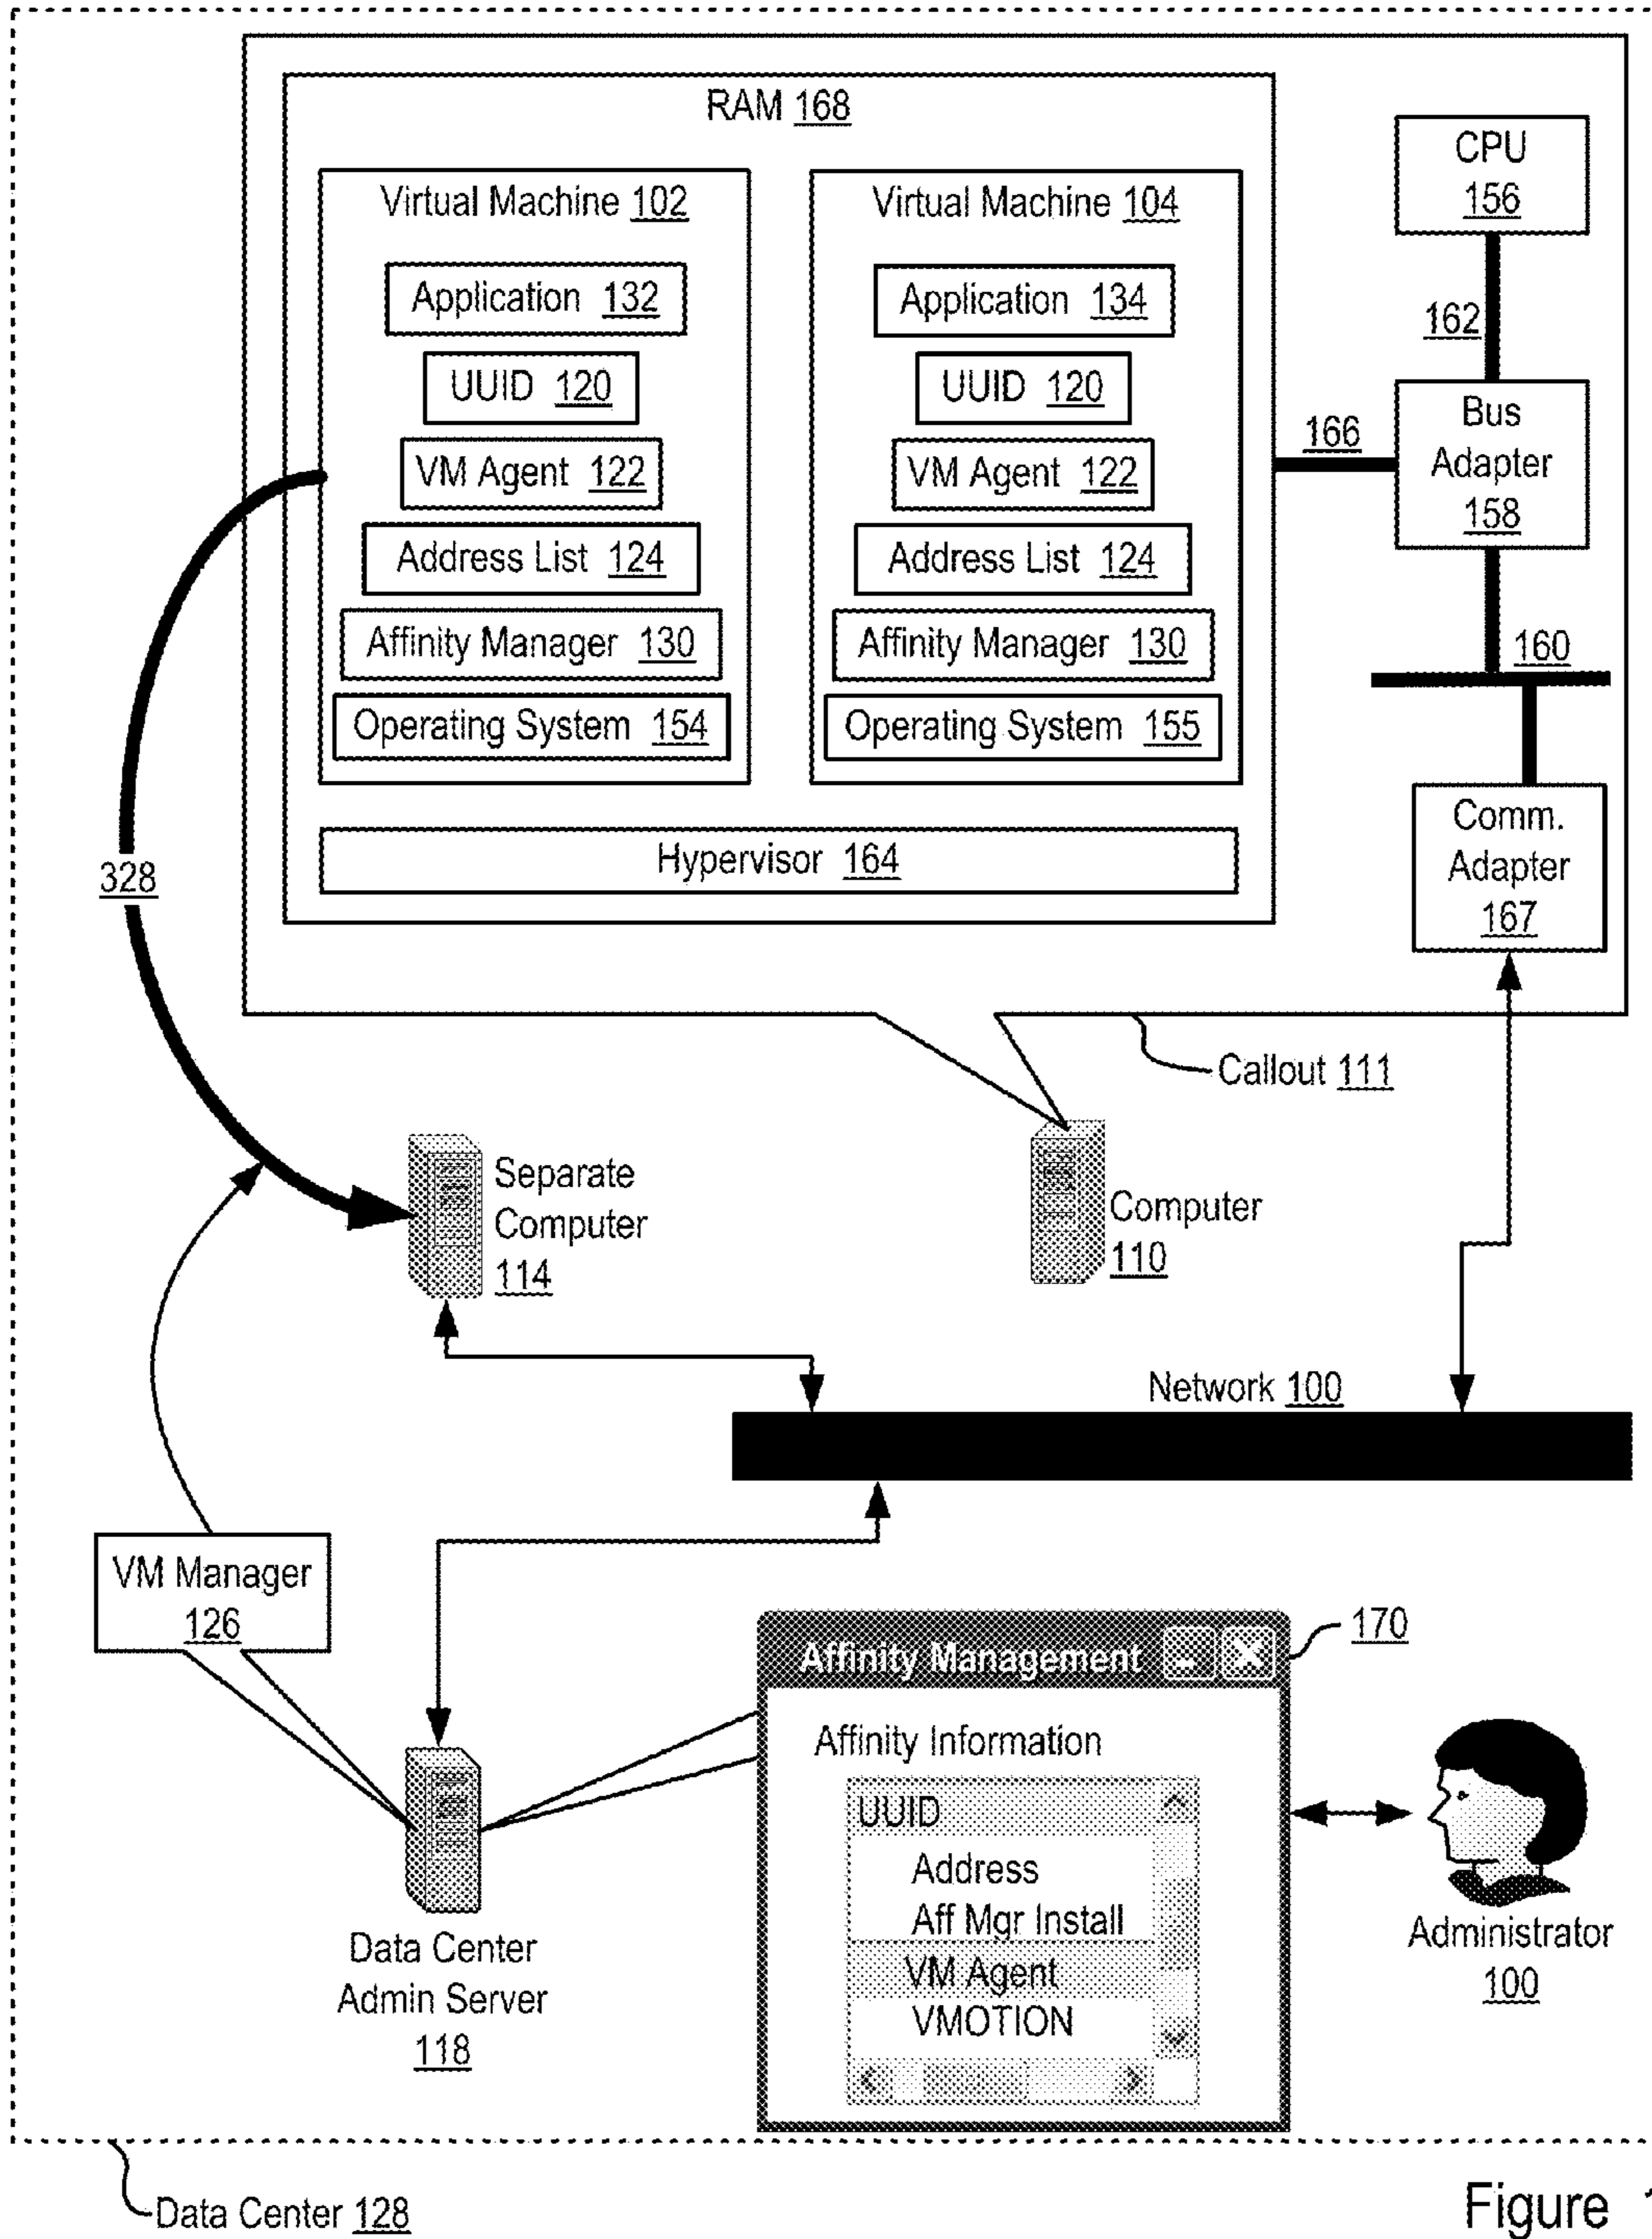 RAM 168
Virtual Machine 102
Application 132
UUID 120
VM Agent 122
Address List 124
Affinity Manager 130
Operating System 154
Virtual Machine 104
Application 134
UUID 120
VM Agent 122
Address List 124
Affinity Manager 130
Operating System 155
Hypervisor 164
CPU
156
162
Bus
Adapter
158
166
160
Comm.
Adapter
167
328
Callout 111
Separate
Computer
114
Computer
110
Network 100
VM Manager
126
Affinity Management
170
Affinity Information
UUID
Address
Aff Mgr Install
VM Agent
VMOTION
Administrator
100
Data Center
Admin Server
118
Data Center 128
Figure